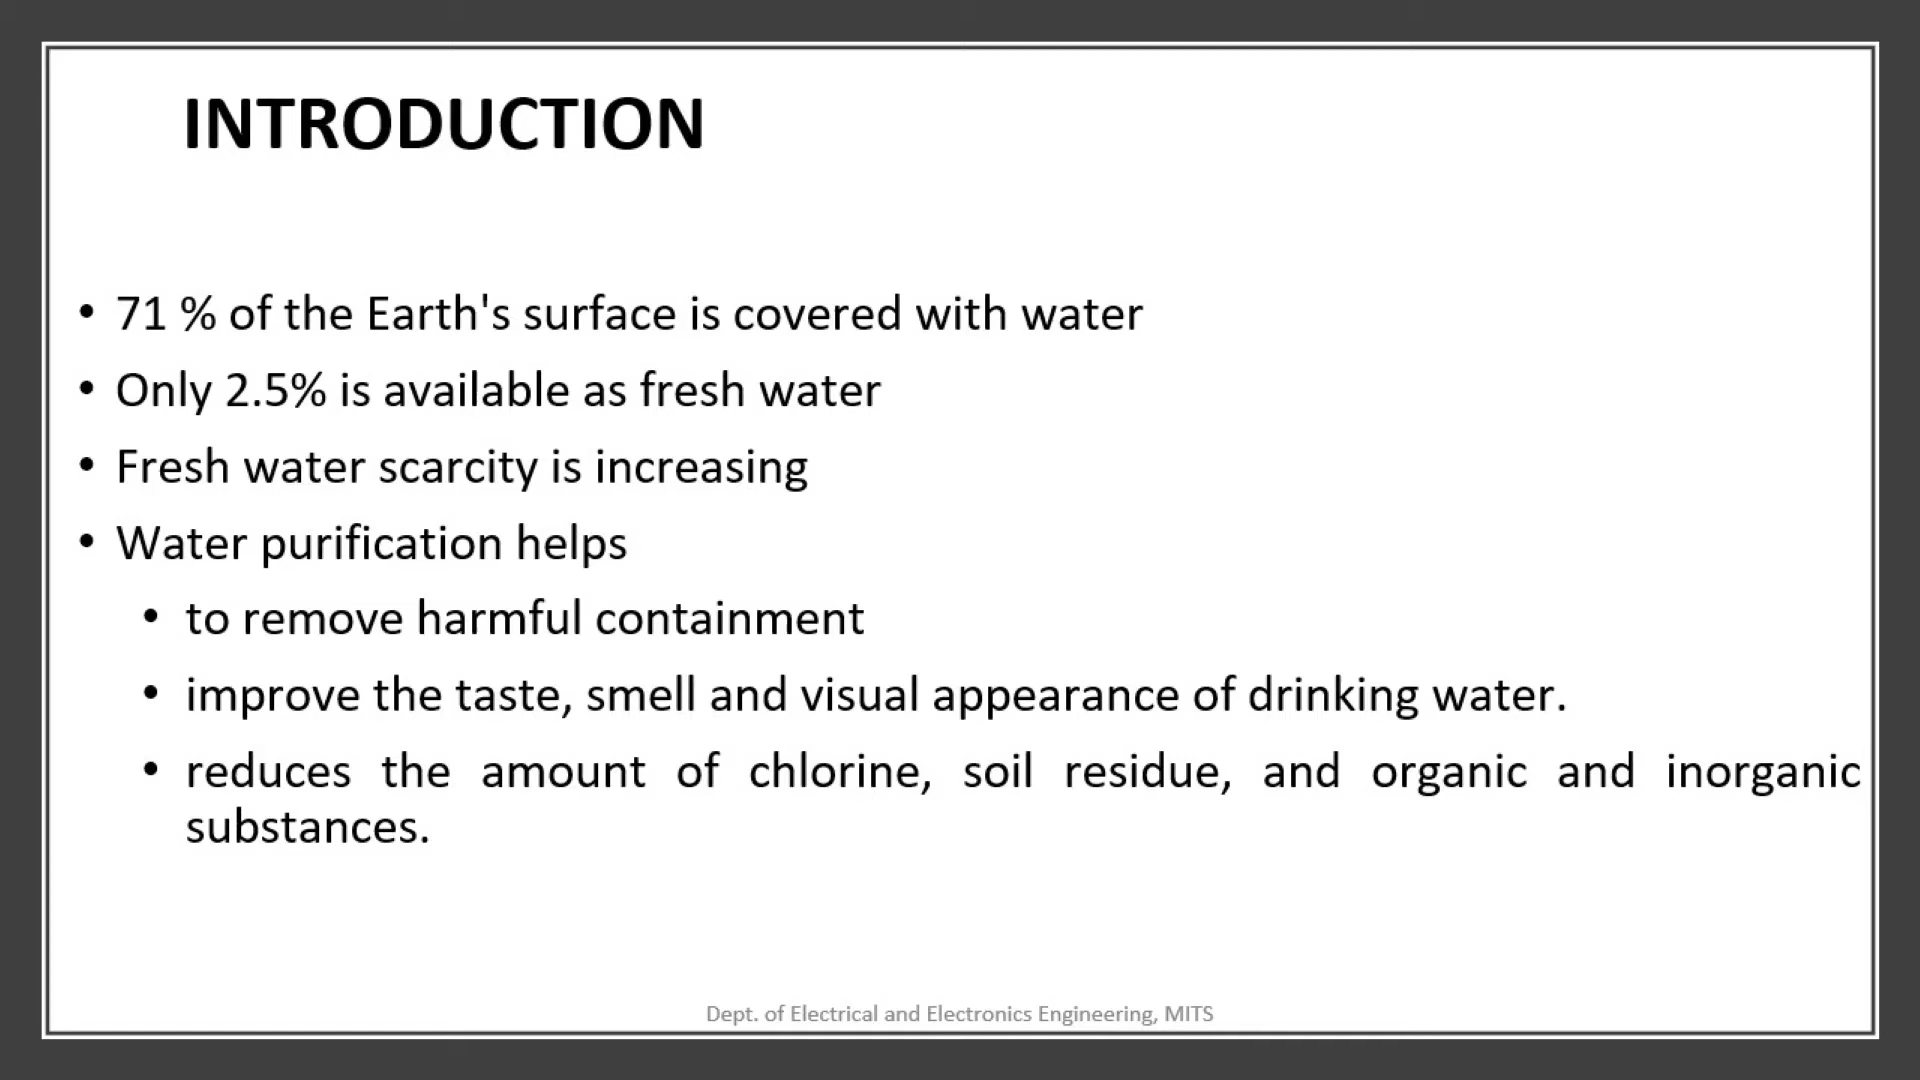 INTRODUCTION
• 71 % of the Earth's surface is covered with water
• Only 2.5% is available as fresh water
• Fresh water scarcity is increasing
• Water purification helps
• to remove harmful containment
• improve the taste, smell and visual appearance of drinking water.
• reduces the amount of chlorine, soil residue, and organic and inorganic
substances.
Dept. of Electrical and Electronics Engineering, MITS